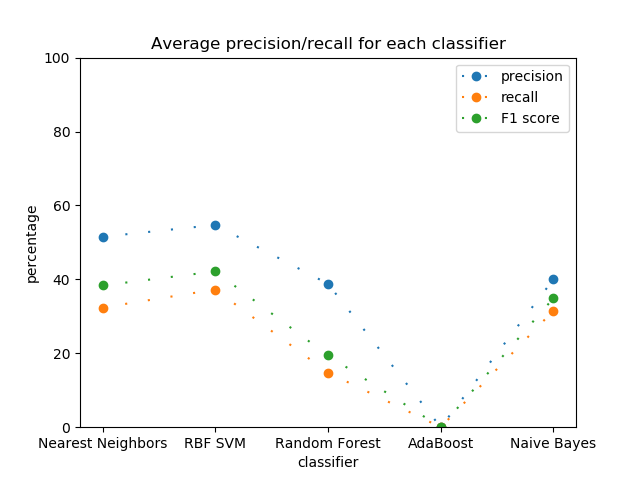 Average precision/recall for each classifier
precision
recall
F1 score
percentage
100
80
60
40
20
0
Nearest Neighbors RBF SVM Random Forest AdaBoost Naive Bayes
classifier